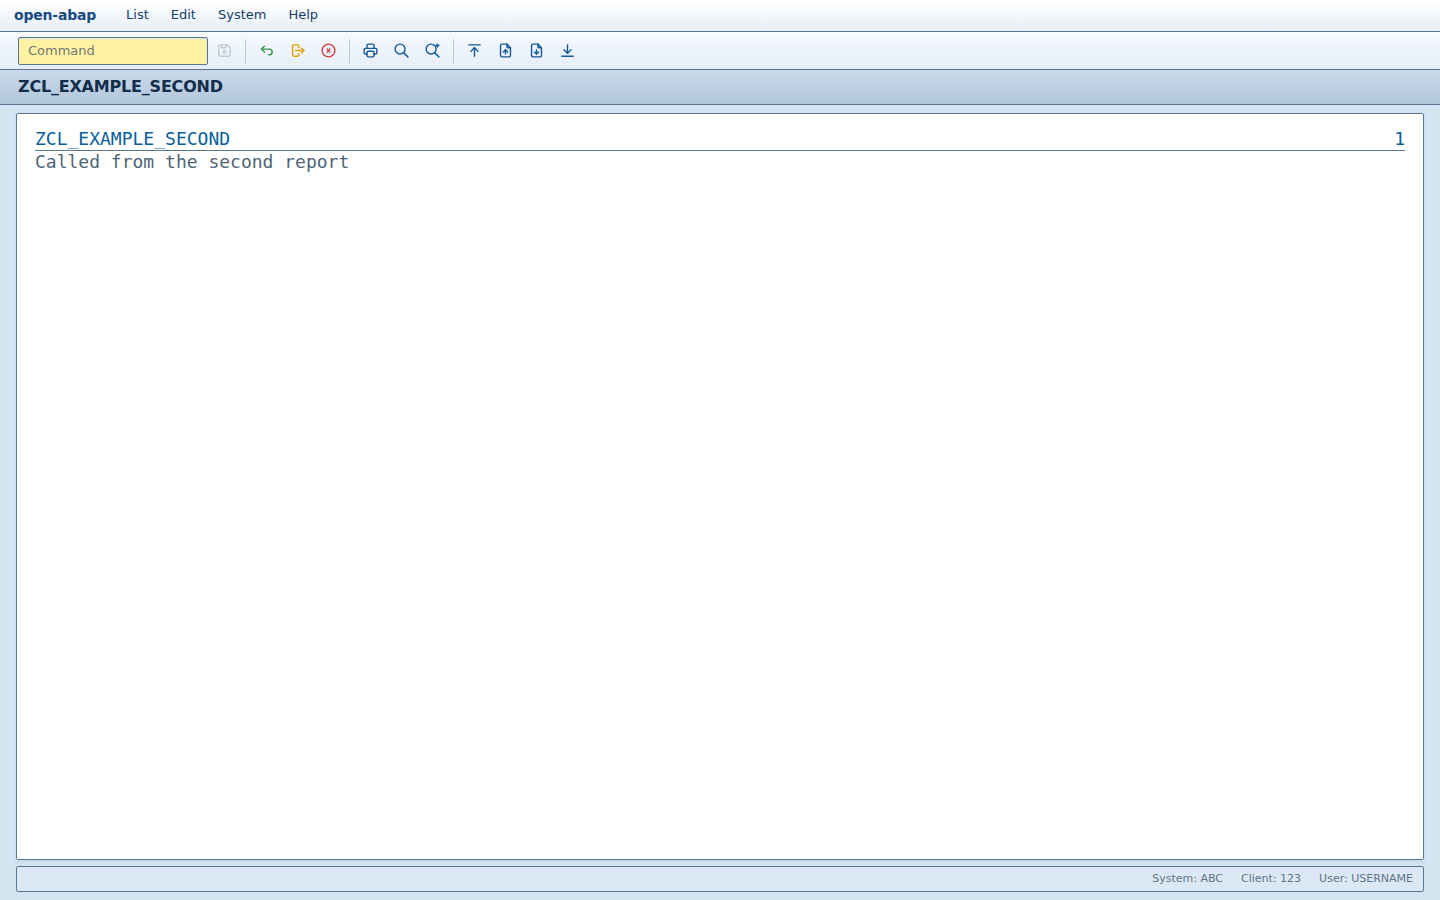 open-abap List Edit System Help
Command
ZCL_EXAMPLE_SECOND
ZCL_EXAMPLE_SECOND 1
Called from the second report
System: ABC Client: 123 User: USERNAME